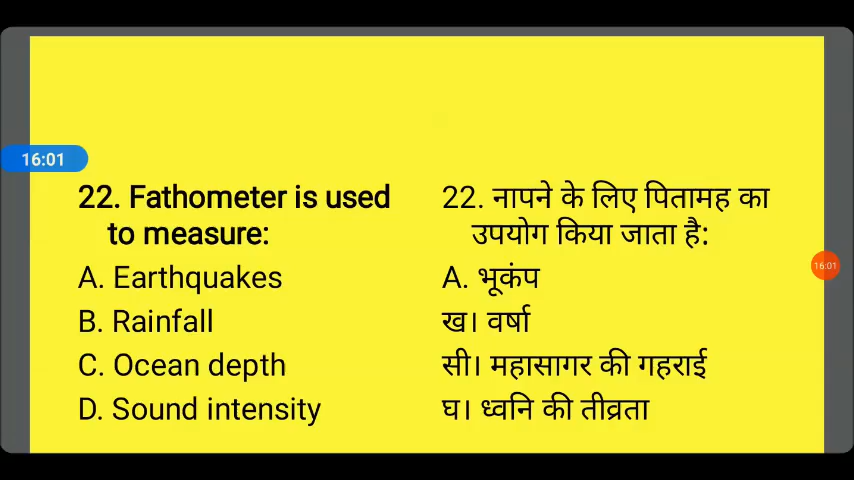 16:01
22. Fathometer is used
to measure:
A. Earthquakes
B. Rainfall
C. Ocean depth
D. Sound intensity
22. नापने के लिए पितामह का
उपयोग किया जाता है:
A. भूकंप
ख। वर्षा
सी। महासागर की गहराई
घ। ध्वनि की तीव्रता
16:01